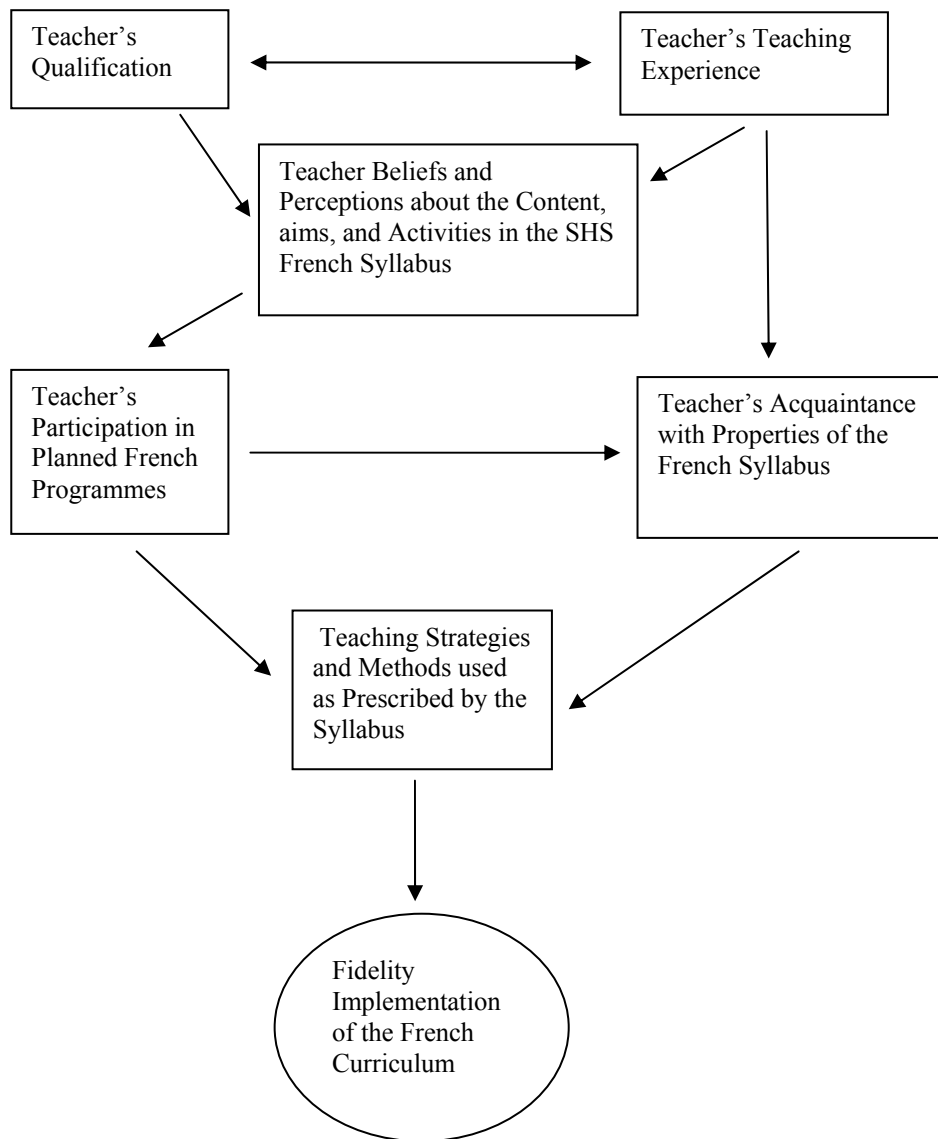 Teacher’s
Qualification
Teacher’s Teaching
Experience
Teacher Beliefs and
Perceptions about the Content,
aims, and Activities in the SHS
French Syllabus
Teacher’s
Participation in
Planned French
Programmes
Teacher’s Acquaintance
with Properties of the
French Syllabus
Teaching Strategies
and Methods used
as Prescribed by the
Syllabus
Fidelity
Implementation
of the French
Curriculum